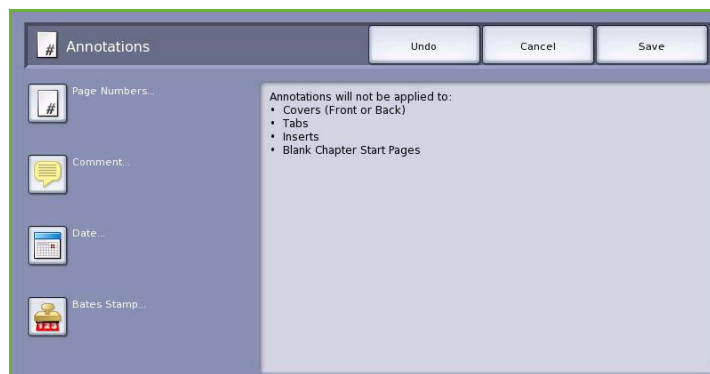 # Annotations
Undo
Cancel
Save
# Page Numbers...
Comment...
Date...
Bates Stamp...
Annotations will not be applied to:
• Covers (Front or Back)
• Tabs
• Inserts
• Blank Chapter Start Pages